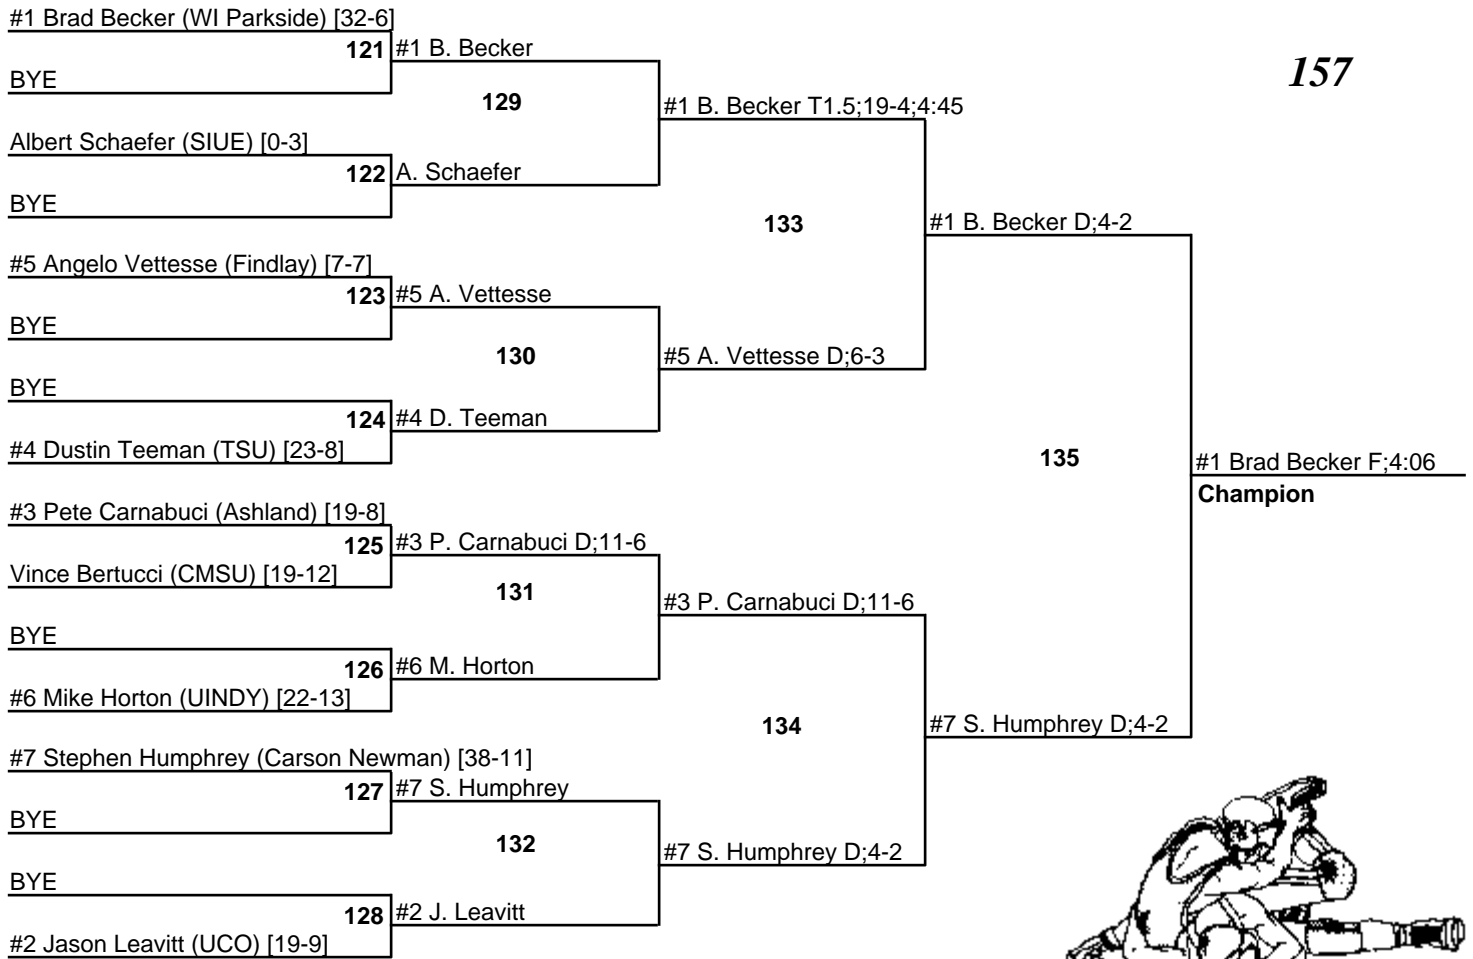 #1 Brad Becker (WI Parkside) [32-6]
121
#1 B. Becker
157
BYE
129
#1 B. Becker T1.5;19-4;4:45
Albert Schaefer (SIUE) [0-3]
122
A. Schaefer
BYE
133
#1 B. Becker D;4-2
#5 Angelo Vettesse (Findlay) [7-7]
123
#5 A. Vettesse
BYE
130
#5 A. Vettesse D;6-3
BYE
124
#4 D. Teeman
#4 Dustin Teeman (TSU) [23-8]
135
#1 Brad Becker F;4:06
Champion
#3 Pete Carnabuci (Ashland) [19-8]
125
#3 P. Carnabuci D;11-6
Vince Bertucci (CMSU) [19-12]
131
#3 P. Carnabuci D;11-6
BYE
126
#6 M. Horton
#6 Mike Horton (UINDY) [22-13]
134
#7 S. Humphrey D;4-2
#7 Stephen Humphrey (Carson Newman) [38-11]
127
#7 S. Humphrey
BYE
132
#7 S. Humphrey D;4-2
BYE
128
#2 J. Leavitt
#2 Jason Leavitt (UCO) [19-9]